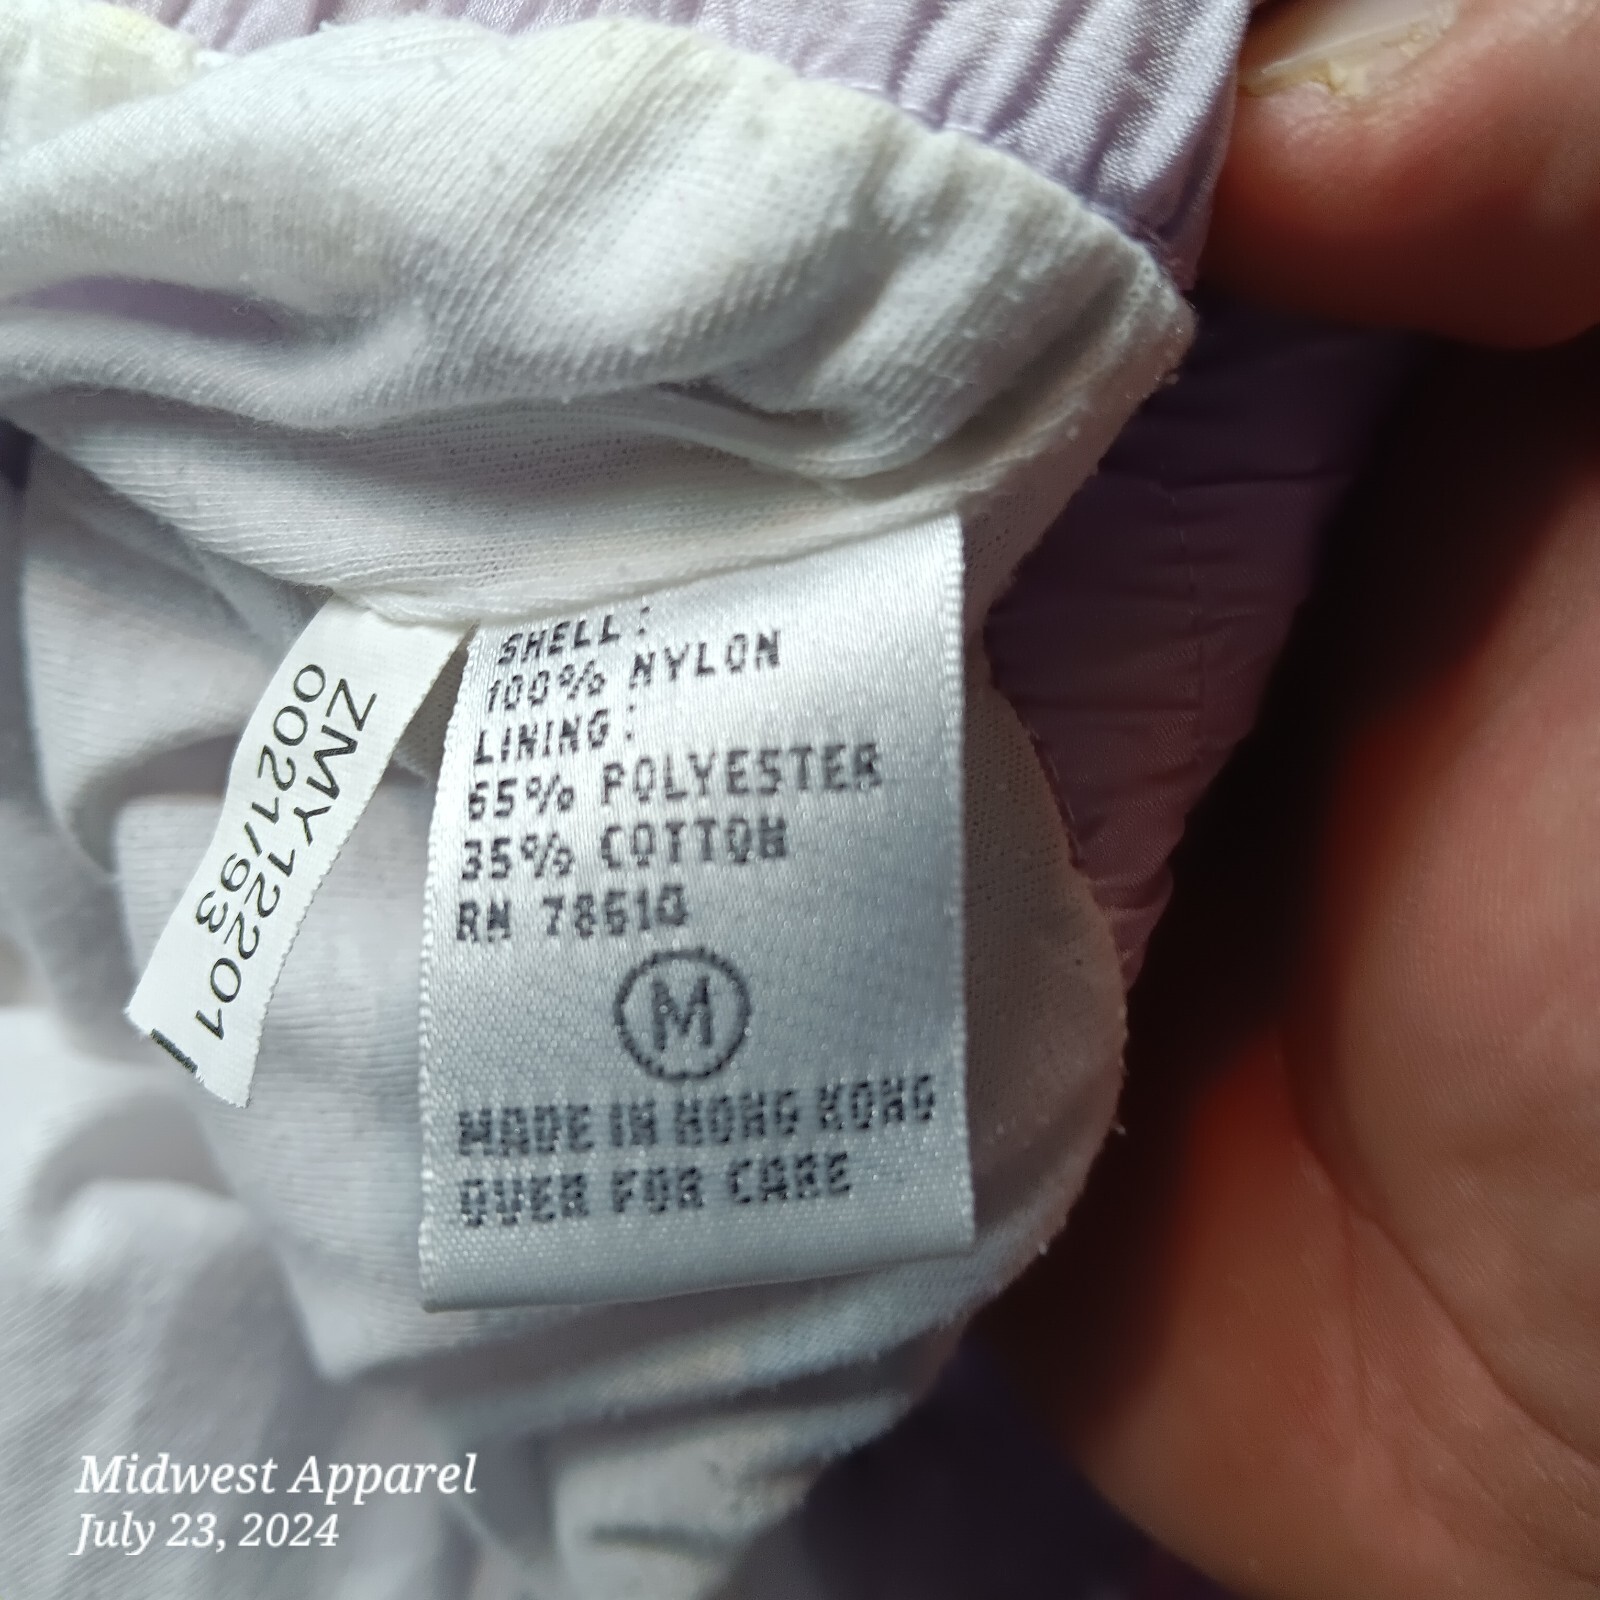 ZMY12201
0021/93
SHELL:
100% NYLON
LINING:
65% POLYESTER
35% COTTON
RN 78610
M
MADE IN HONG KONG
OVER FOR CARE
Midwest Apparel
July 23, 2024